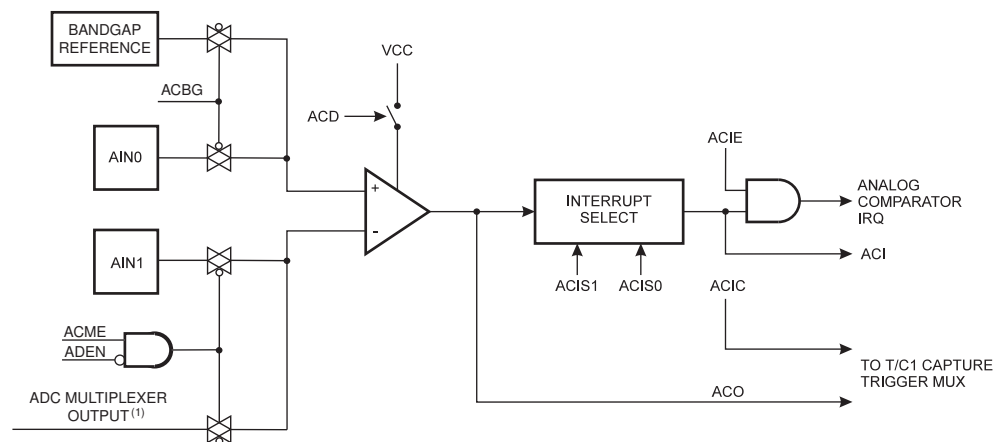 BANDGAP
REFERENCE
ACBG
AIN0
AIN1
ACME
ADEN
ADC MULTIPLEXER
OUTPUT (1)
VCC
ACD
+
-
INTERRUPT
SELECT
ACIS1 ACIS0
ACIE
ANALOG
COMPARATOR
IRQ
ACI
ACIC
TO T/C1 CAPTURE
TRIGGER MUX
ACO